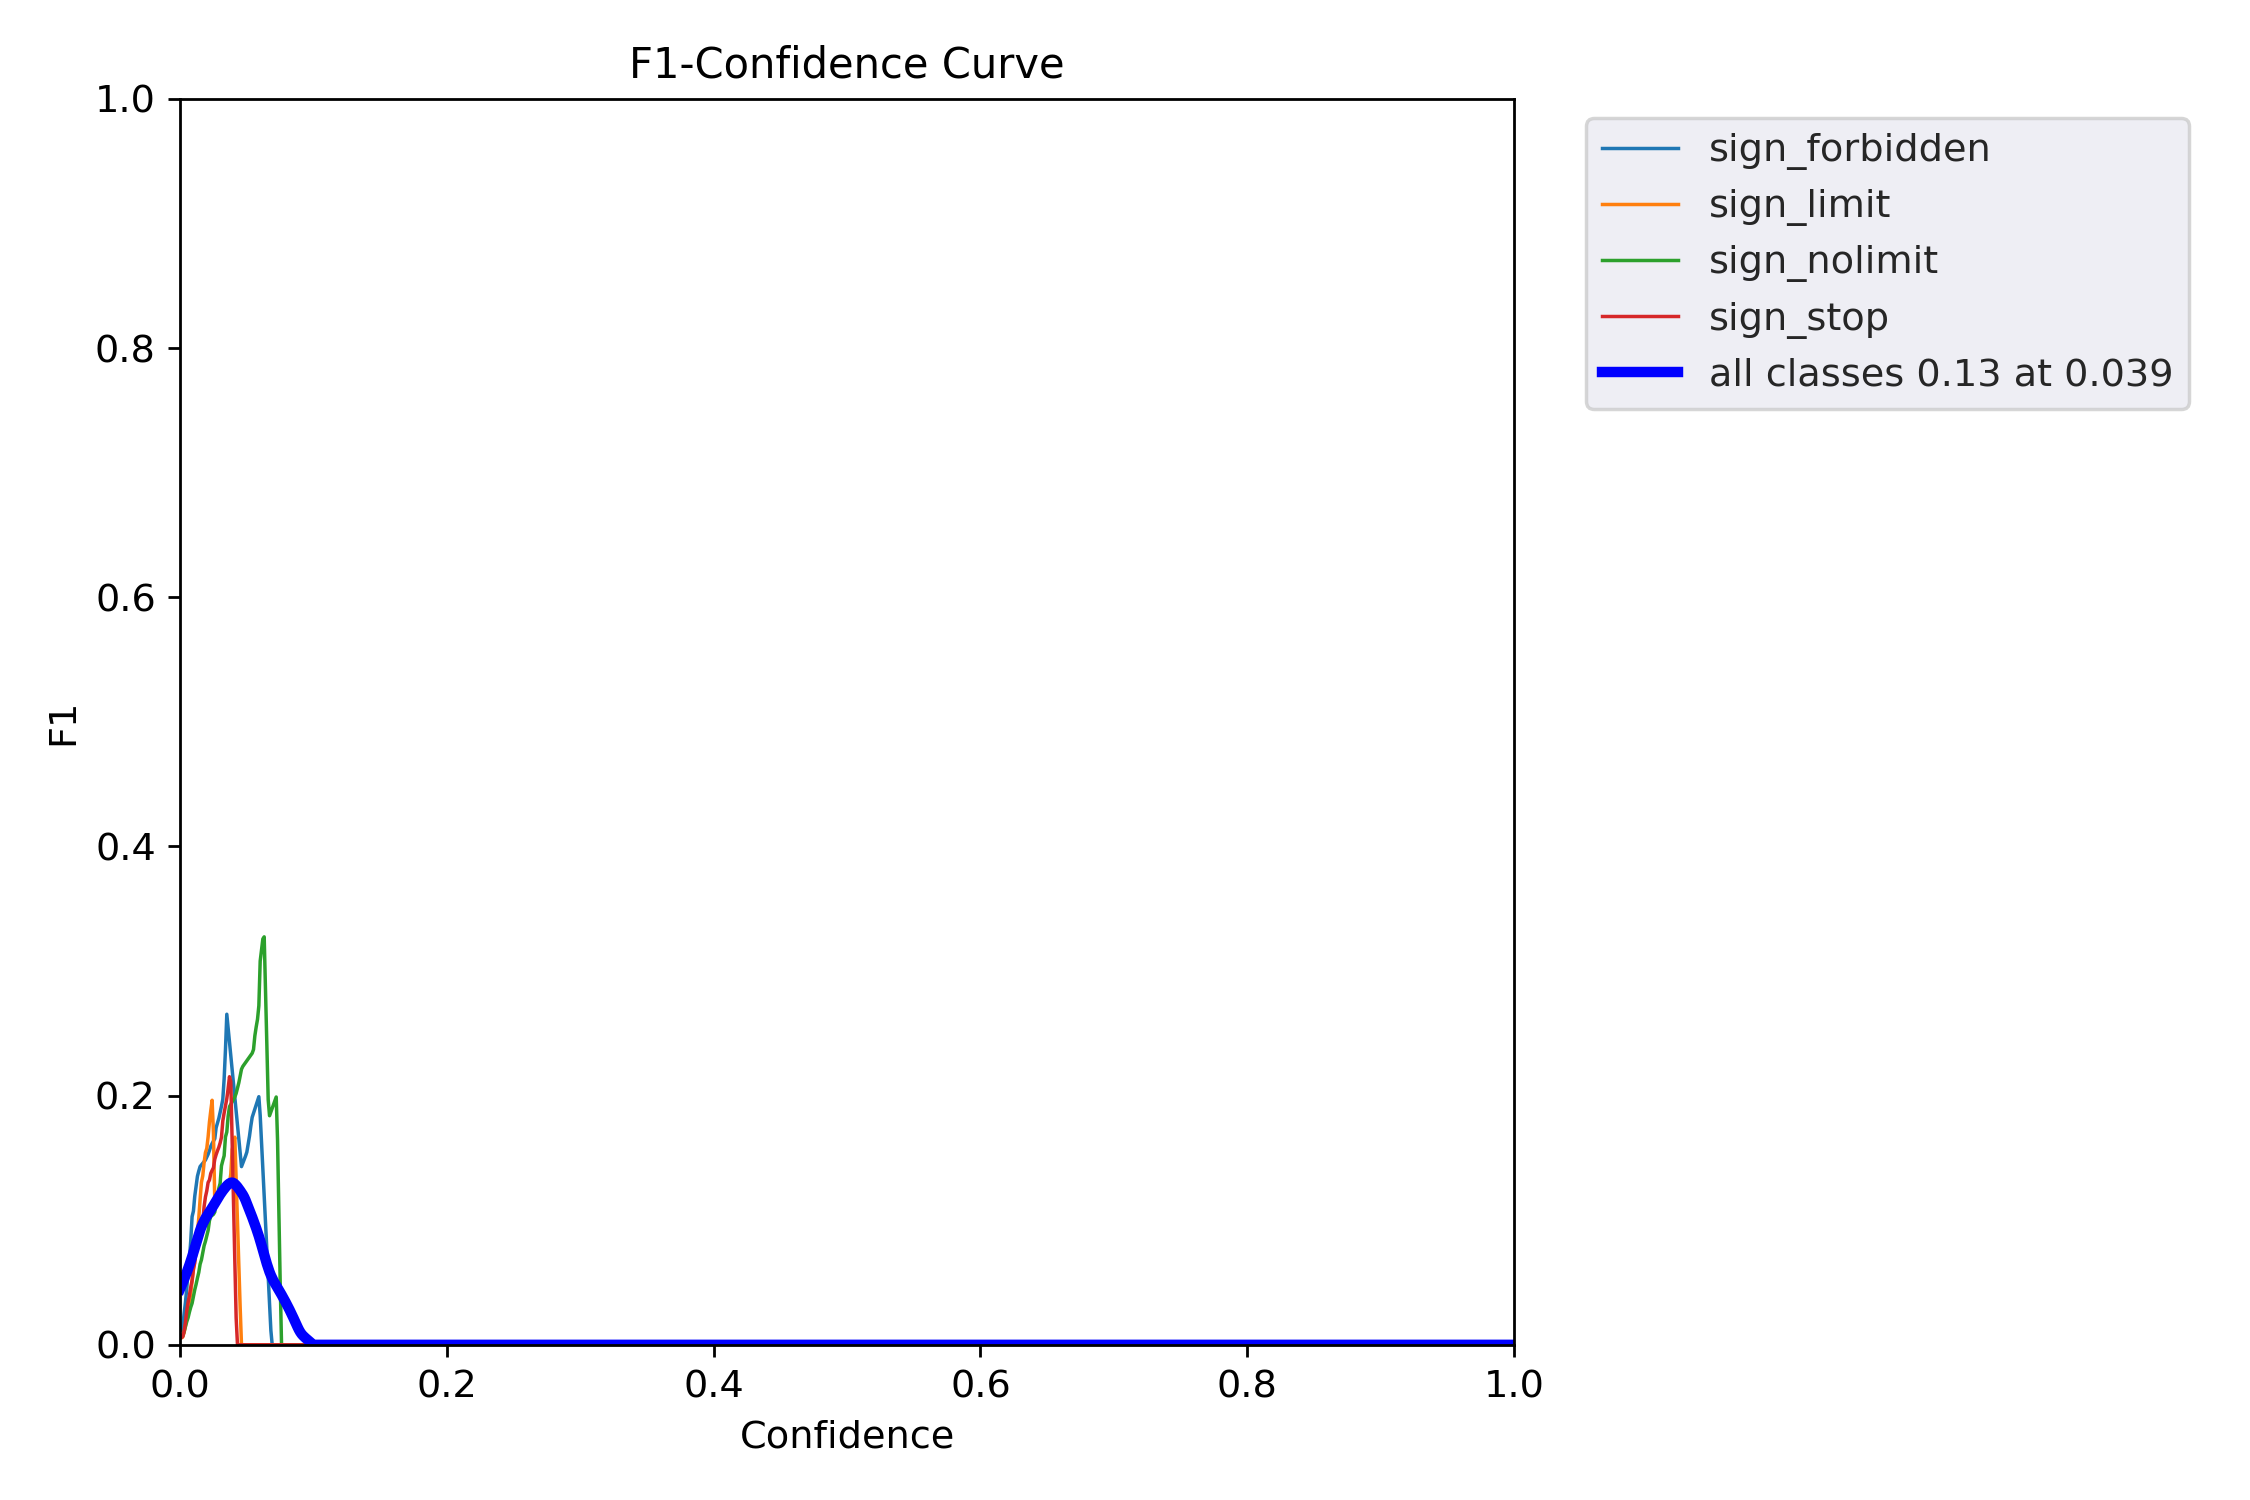 F1-Confidence Curve
1.0
0.8
0.6
0.4
0.2
0.0
F1
0.0 0.2 0.4 0.6 0.8 1.0
Confidence
sign_forbidden
sign_limit
sign_nolimit
sign_stop
all classes 0.13 at 0.039